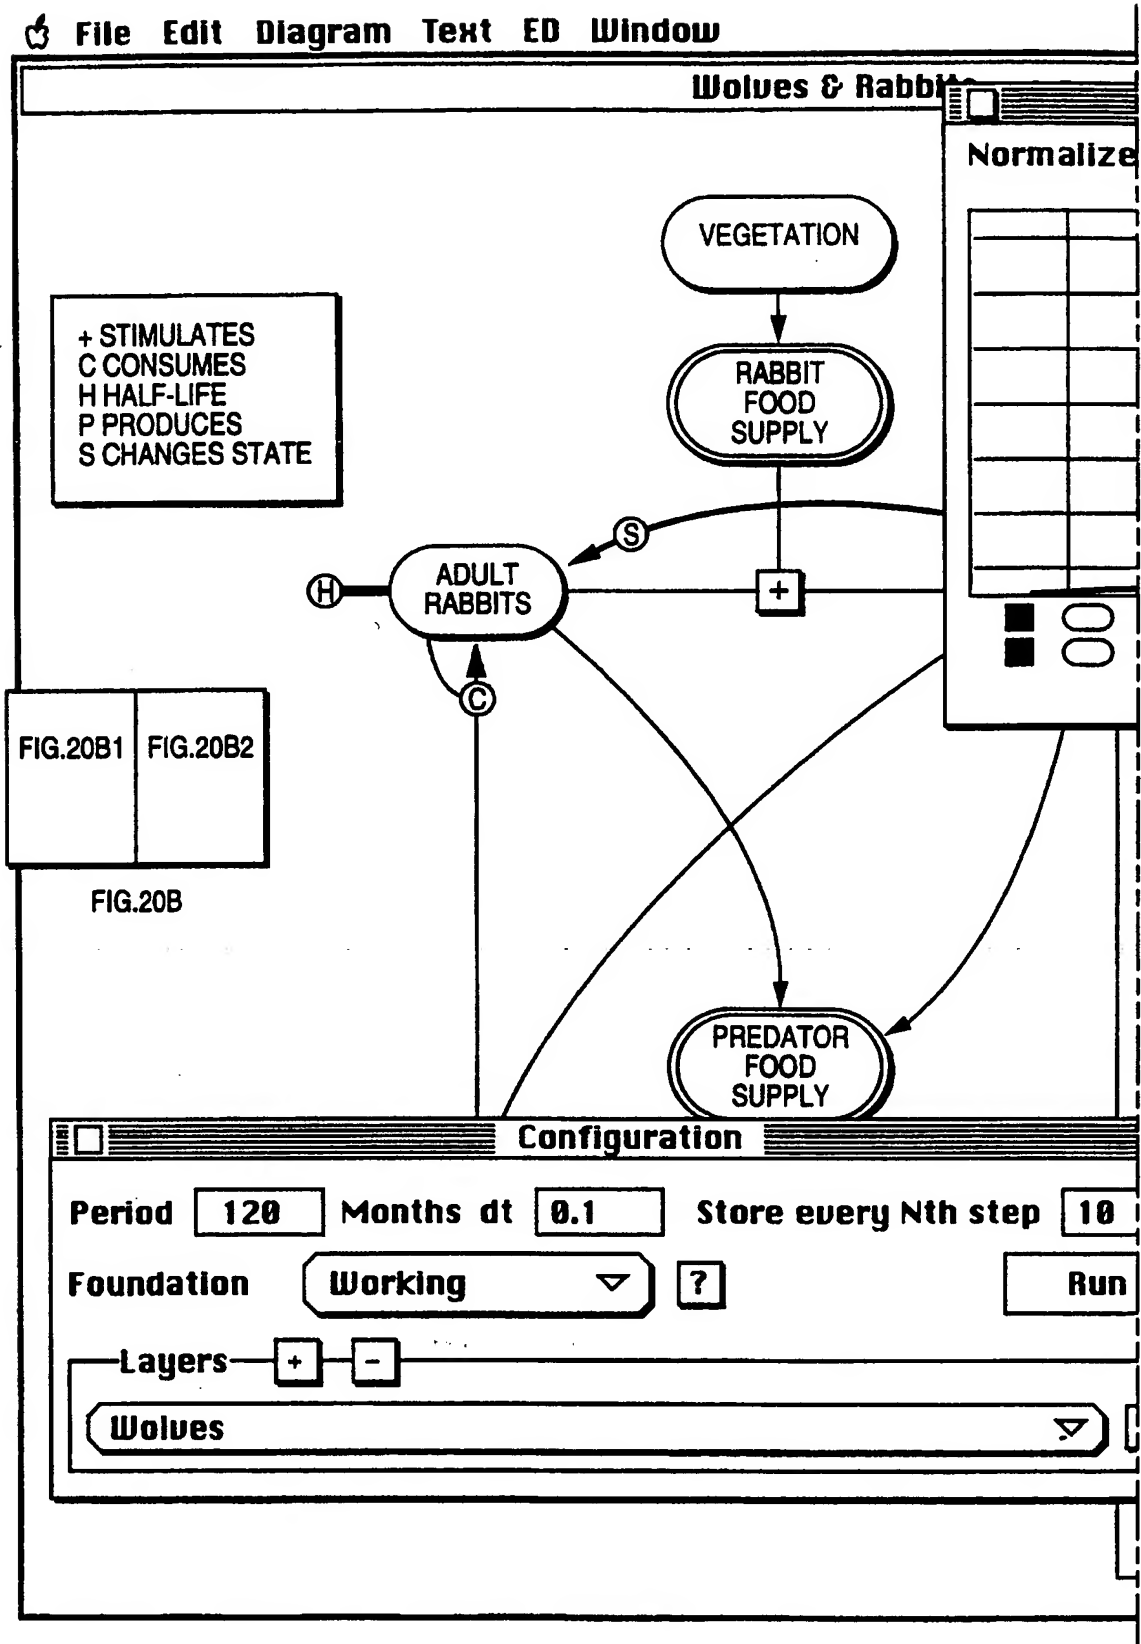 File Edit Diagram Text ED Window
Wolves & Rabbits
Normalize
VEGETATION
+ STIMULATES
C CONSUMES
H HALF-LIFE
P PRODUCES
S CHANGES STATE
RABBIT
FOOD
SUPPLY
S
H
ADULT
RABBITS
+
C
FIG.20B1 FIG.20B2
FIG.20B
PREDATOR
FOOD
SUPPLY
Configuration
Period 120 Months dt 0.1 Store every Nth step 10
Foundation Working ? Run
Layers + -
Wolves